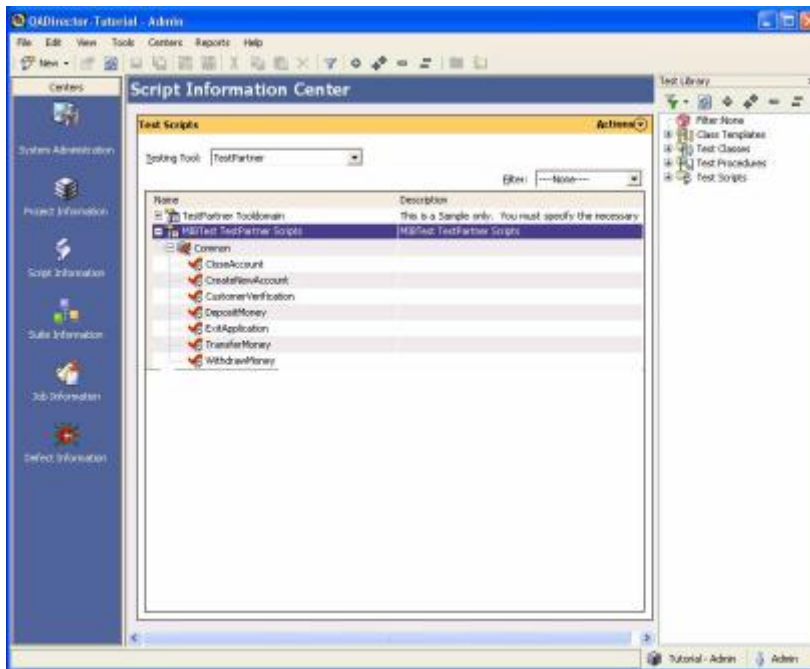 QADirector-Tutorial - Admin
File Edit View Tools Centers Reports Help
New
Centers
System Administration
Project Information
Script Information
Suite Information
Job Information
Defect Information
Script Information Center
Test Scripts
Actions
Testing Tool: TestPartner
Filter: ----None----
Name Description
TestPartner Tooldomain This is a Sample only. You must specify the necessary
MIBTest TestPartner Scripts MIBTest TestPartner Scripts
Common
CloseAccount
CreateNewAccount
CustomerVerification
DepositMoney
ExitApplication
TransferMoney
WithdrawMoney
Test Library
Filter:None
Class Templates
Test Classes
Test Procedures
Test Scripts
Tutorial - Admin Admin